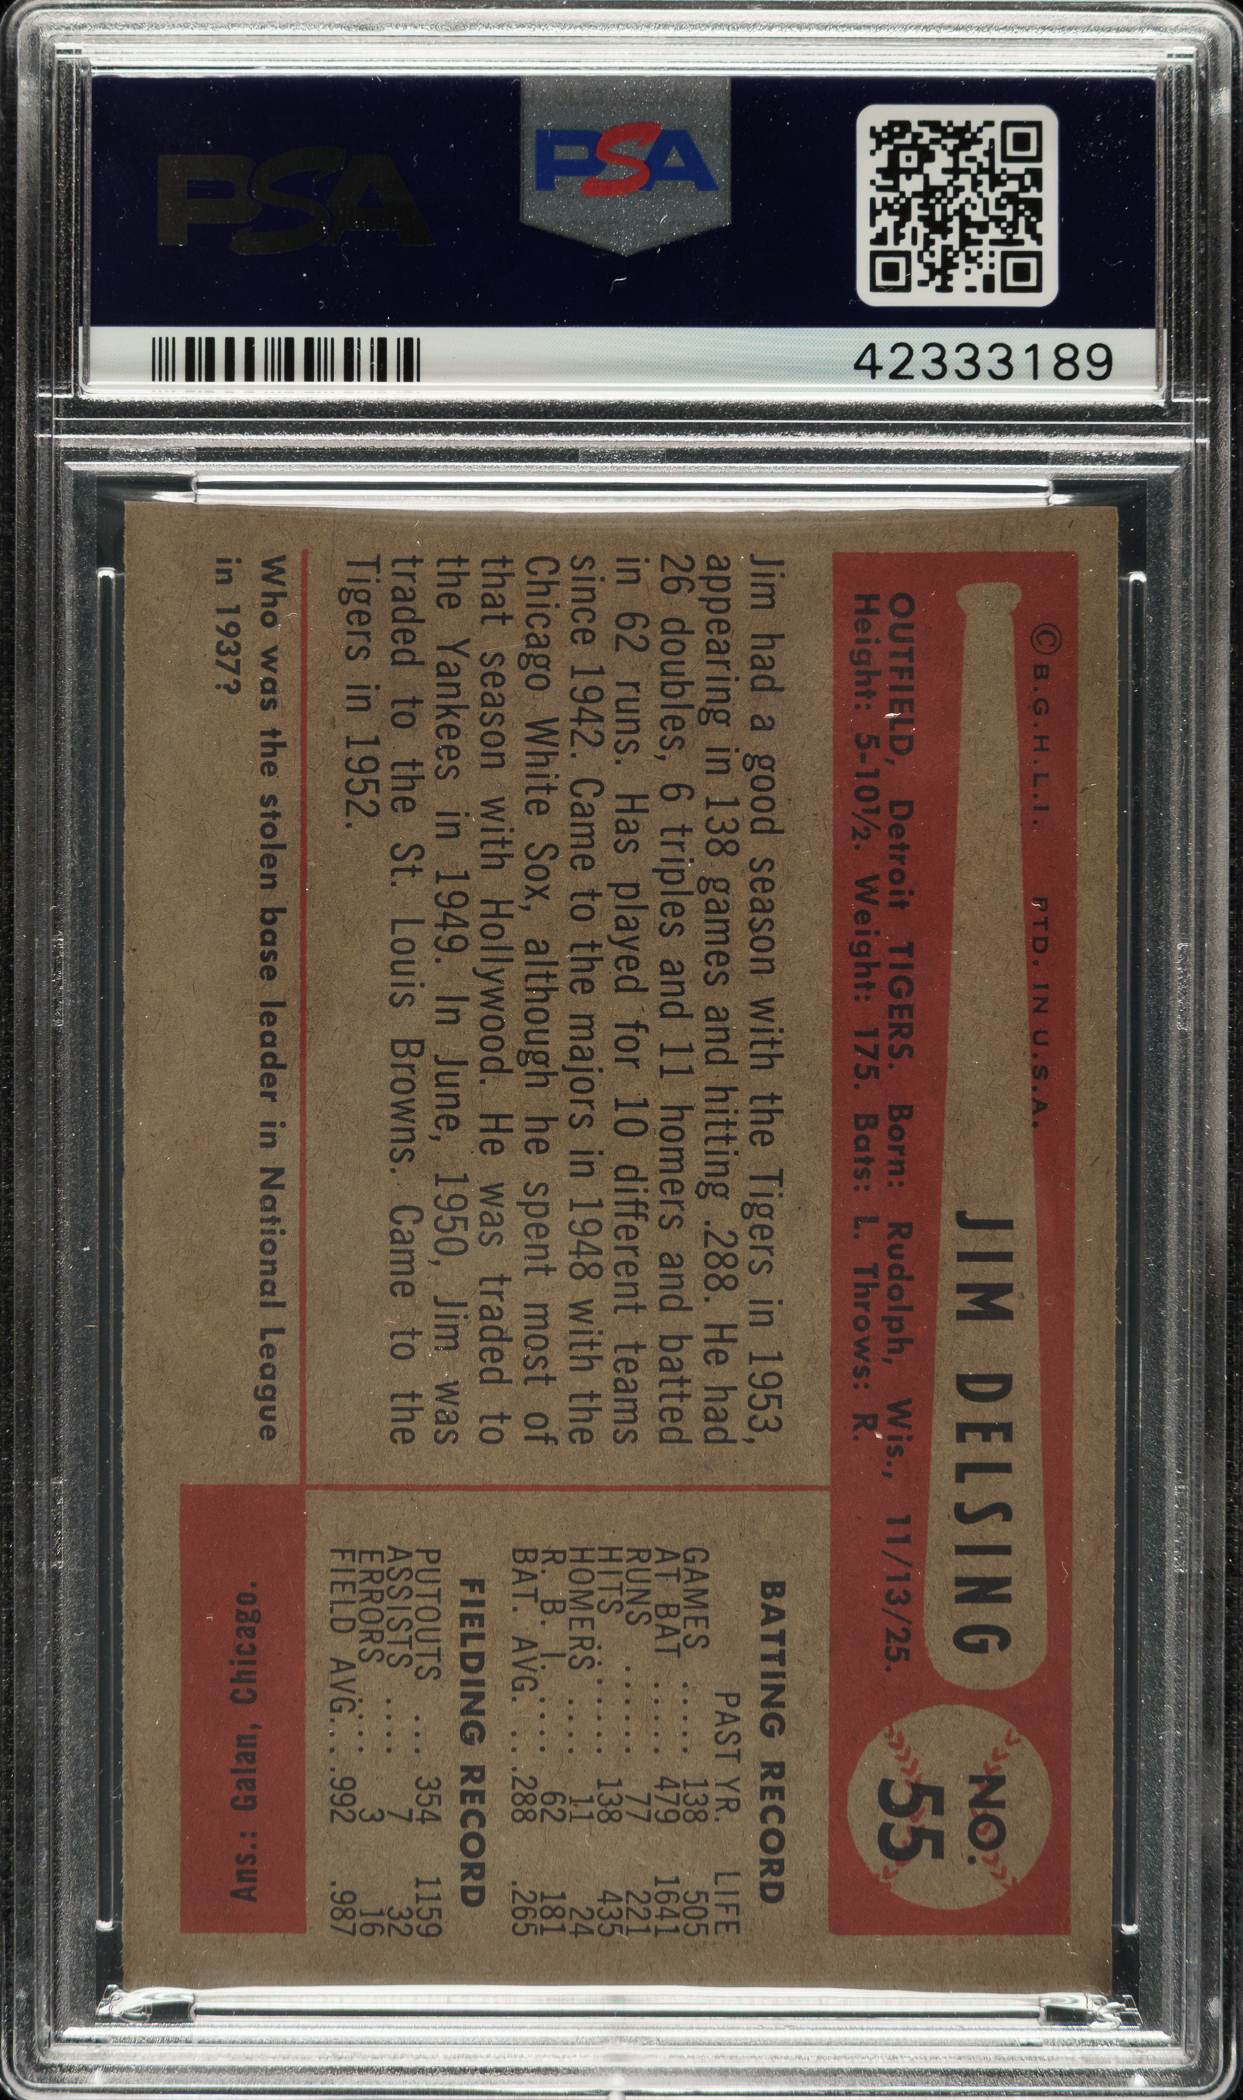 PSA
PSA
42333189
© B.G.H.L.I. PTD. IN U.S.A.
JIM DELSING
NO. 55
OUTFIELD, Detroit TIGERS. Born: Rudolph, Wis., 11/13/25.
Height: 5-10½. Weight: 175. Bats: L. Throws: R.
Jim had a good season with the Tigers in 1953,
appearing in 138 games and hitting .288. He had
26 doubles, 6 triples and 11 homers and batted
in 62 runs. Has played for 10 different teams
since 1942. Came to the majors in 1948 with the
Chicago White Sox, although he spent most of
that season with Hollywood. He was traded to
the Yankees in 1949. In June, 1950, Jim was
traded to the St. Louis Browns. Came to the
Tigers in 1952.
BATTING RECORD
PAST YR. LIFE
GAMES ..... 138 505
AT BAT ..... 479 1641
RUNS ...... 77 221
HITS ...... 138 435
HOMERS .... 11 24
R. B. I. .... 62 181
BAT. AVG. .. .288 .265
FIELDING RECORD
PUTOUTS ... 354 1159
ASSISTS .... 7 32
ERRORS .... 3 16
FIELD AVG... .992 .987
Who was the stolen base leader in National League
in 1937?
Ans.: Galan, Chicago.